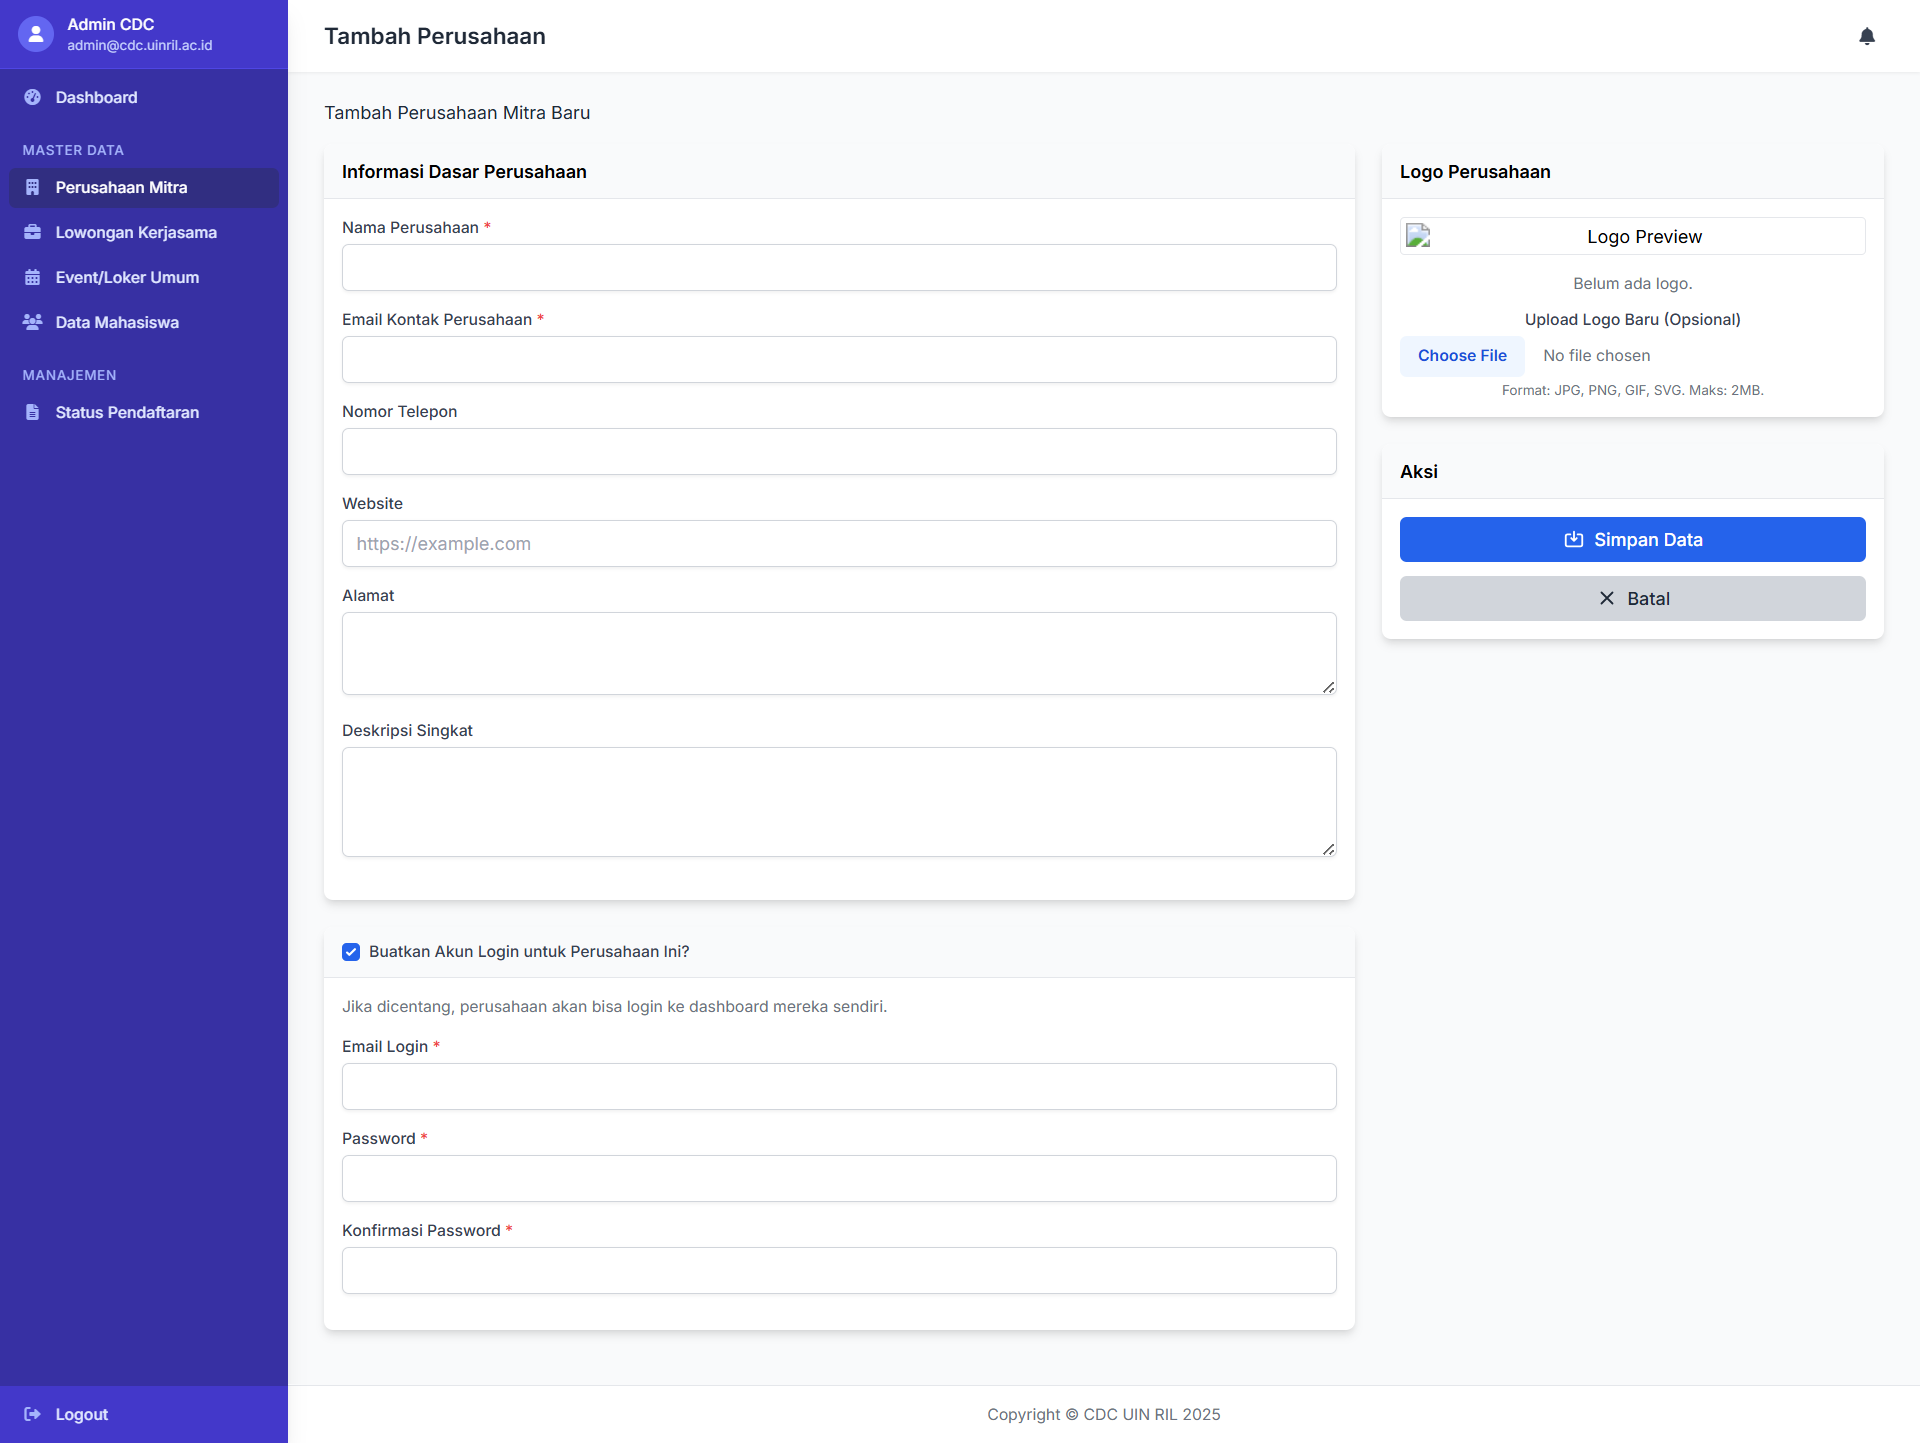 Admin CDC
admin@cdc.uinril.ac.id
Dashboard
MASTER DATA
Perusahaan Mitra
Lowongan Kerjasama
Event/Loker Umum
Data Mahasiswa
MANAJEMEN
Status Pendaftaran
Logout
Tambah Perusahaan
Tambah Perusahaan Mitra Baru
Informasi Dasar Perusahaan
Nama Perusahaan *
Email Kontak Perusahaan *
Nomor Telepon
Website
https://example.com
Alamat
Deskripsi Singkat
Buatkan Akun Login untuk Perusahaan Ini?
Jika dicentang, perusahaan akan bisa login ke dashboard mereka sendiri.
Email Login *
Password *
Konfirmasi Password *
Logo Perusahaan
Logo Preview
Belum ada logo.
Upload Logo Baru (Opsional)
Choose File No file chosen
Format: JPG, PNG, GIF, SVG. Maks: 2MB.
Aksi
Simpan Data
Batal
Copyright © CDC UIN RIL 2025